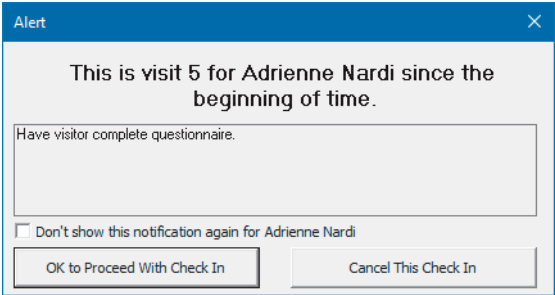 Alert
This is visit 5 for Adrienne Nardi since the
beginning of time.
Have visitor complete questionnaire.
Don't show this notification again for Adrienne Nardi
OK to Proceed With Check In
Cancel This Check In